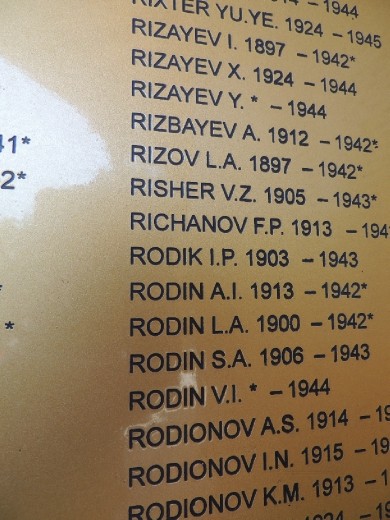 1*
2*
*
RIXTER YU.YE. 1924 – 1945
RIZAYEV I. 1897 – 1942*
RIZAYEV X. 1924 – 1944
RIZAYEV Y. * – 1944
RIZBAYEV A. 1912 – 1942*
RIZOV L.A. 1897 – 1942*
RISHER V.Z. 1905 – 1943*
RICHANOV F.P. 1913 –
RODIK I.P. 1903 – 1943
RODIN A.I. 1913 – 1942*
RODIN L.A. 1900 – 1942*
RODIN S.A. 1906 – 1943
RODIN V.I. * – 1944
RODIONOV A.S. 1914 –
RODIONOV I.N. 1915 –
RODIONOV K.M. 1913 –